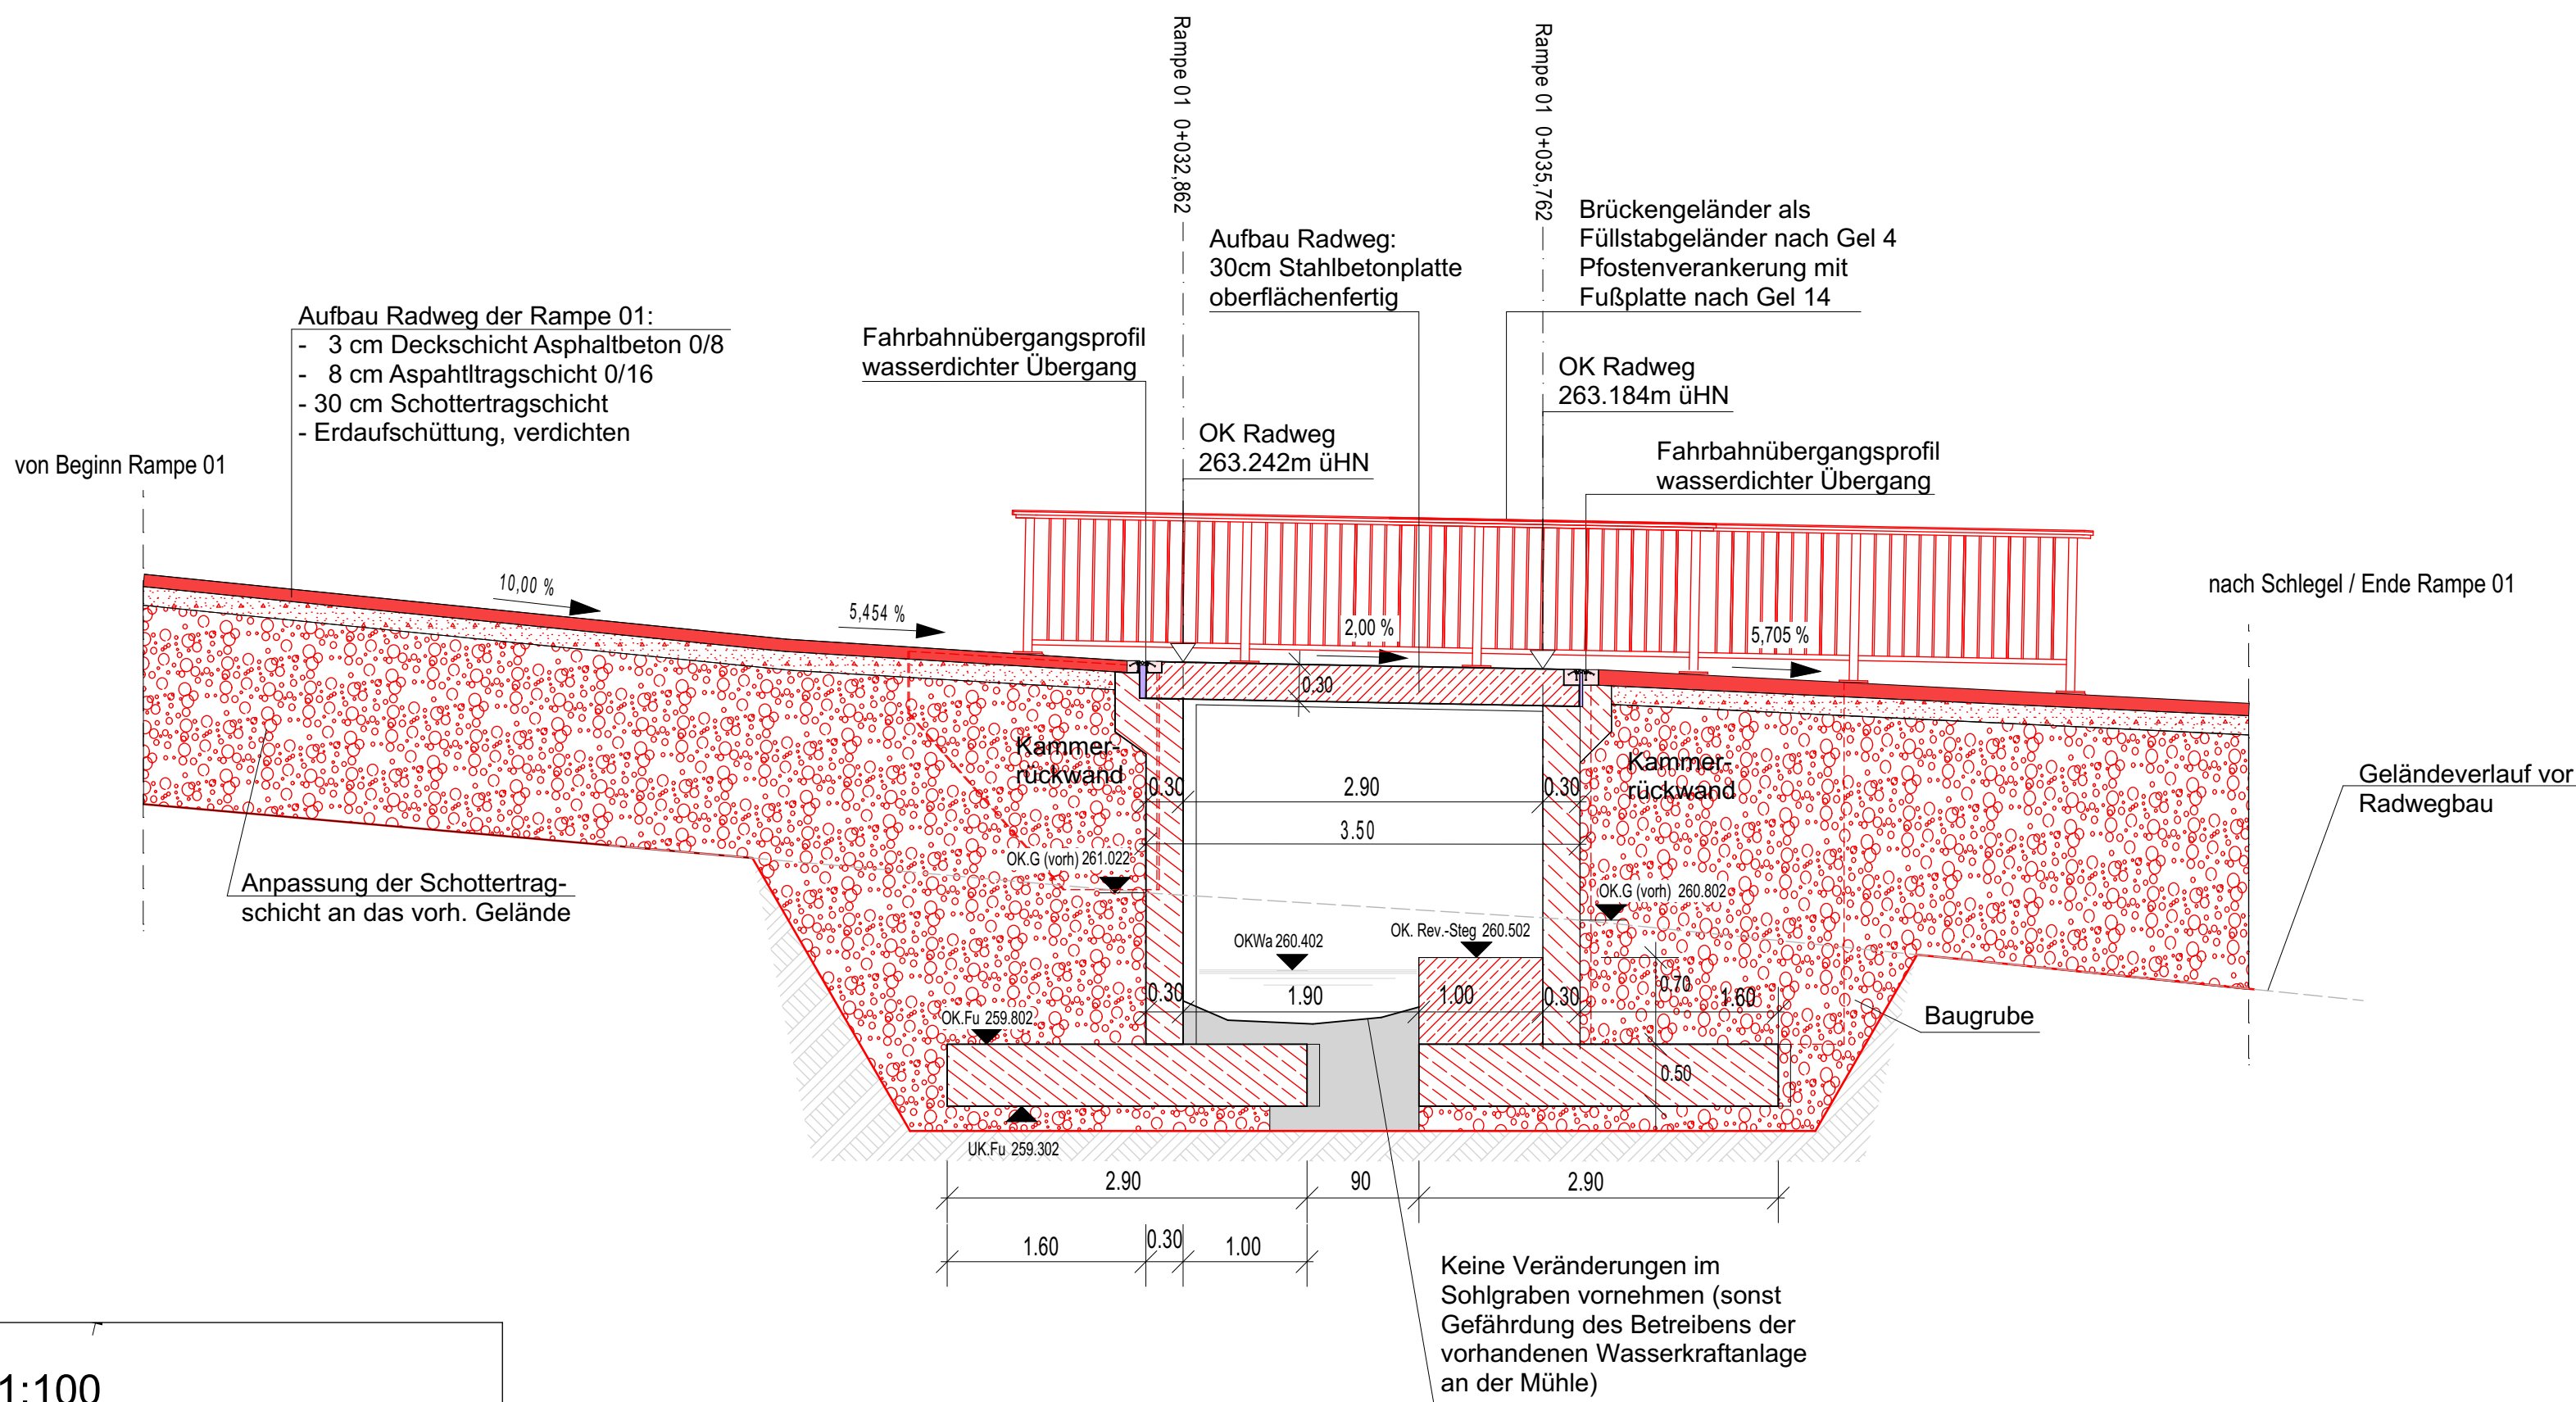 Rampe 01 0+032,862
Rampe 01 0+035,762
Brückengeländer als
Füllstabgeländer nach Gel 4
Pfostenverankerung mit
Fußplatte nach Gel 14
Aufbau Radweg:
30cm Stahlbetonplatte
oberflächenfertig
Aufbau Radweg der Rampe 01:
- 3 cm Deckschicht Asphaltbeton 0/8
- 8 cm Aspahtltragschicht 0/16
- 30 cm Schottertragschicht
- Erdaufschüttung, verdichten
Fahrbahnübergangsprofil
wasserdichter Übergang
OK Radweg
263.184m üHN
OK Radweg
263.242m üHN
Fahrbahnübergangsprofil
wasserdichter Übergang
von Beginn Rampe 01
nach Schlegel / Ende Rampe 01
10,00 %
5,454 %
2,00 %
5,705 %
0.30
Kammer-
rückwand
Kammer-
rückwand
0.30
2.90
0.30
3.50
Geländeverlauf vor
Radwegbau
OK.G (vorh) 261.022
OK.G (vorh) 260.802
Anpassung der Schottertrag-
schicht an das vorh. Gelände
OKWa 260.402
OK. Rev.-Steg 260.502
0.30
1.90
1.00
0.30
0.70
1.60
Baugrube
OK.Fu 259.802
0.50
UK.Fu 259.302
2.90
90
2.90
1.60
0.30
1.00
Keine Veränderungen im
Sohlgraben vornehmen (sonst
Gefährdung des Betreibens der
vorhandenen Wasserkraftanlage
an der Mühle)
1:100